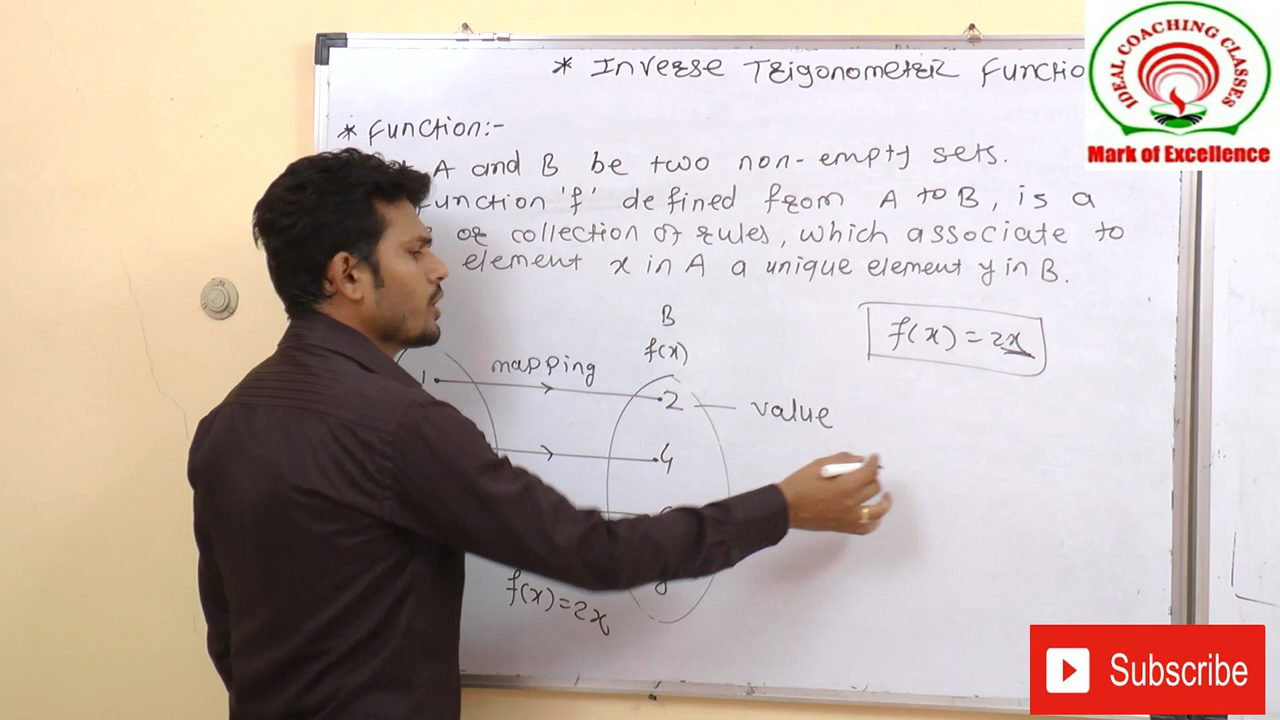 * Inverse Trigonometric Functio
IDEAL COACHING CLASSES
Mark of Excellence
* Function:-
A and B be two non-empty sets.
function 'f' defined from A to B, is a
or collection of rules, which associate to
element x in A a unique element y in B.
B
f(x)
f(x) = 2x
mapping
1
2
value
4
8
f(x) = 2x
Subscribe